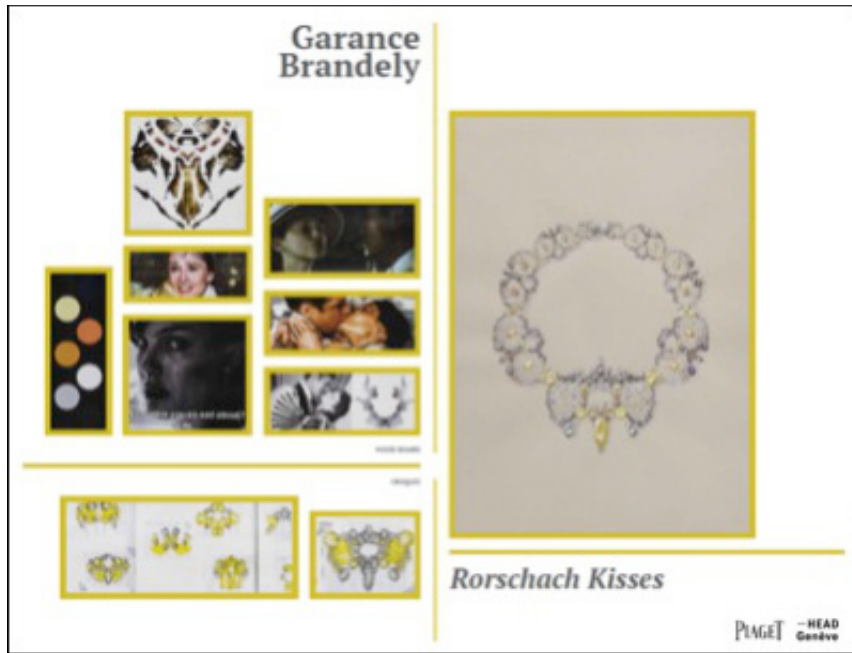 Garance
Brandely
Rorschach Kisses
PIAGET
—HEAD
Genève